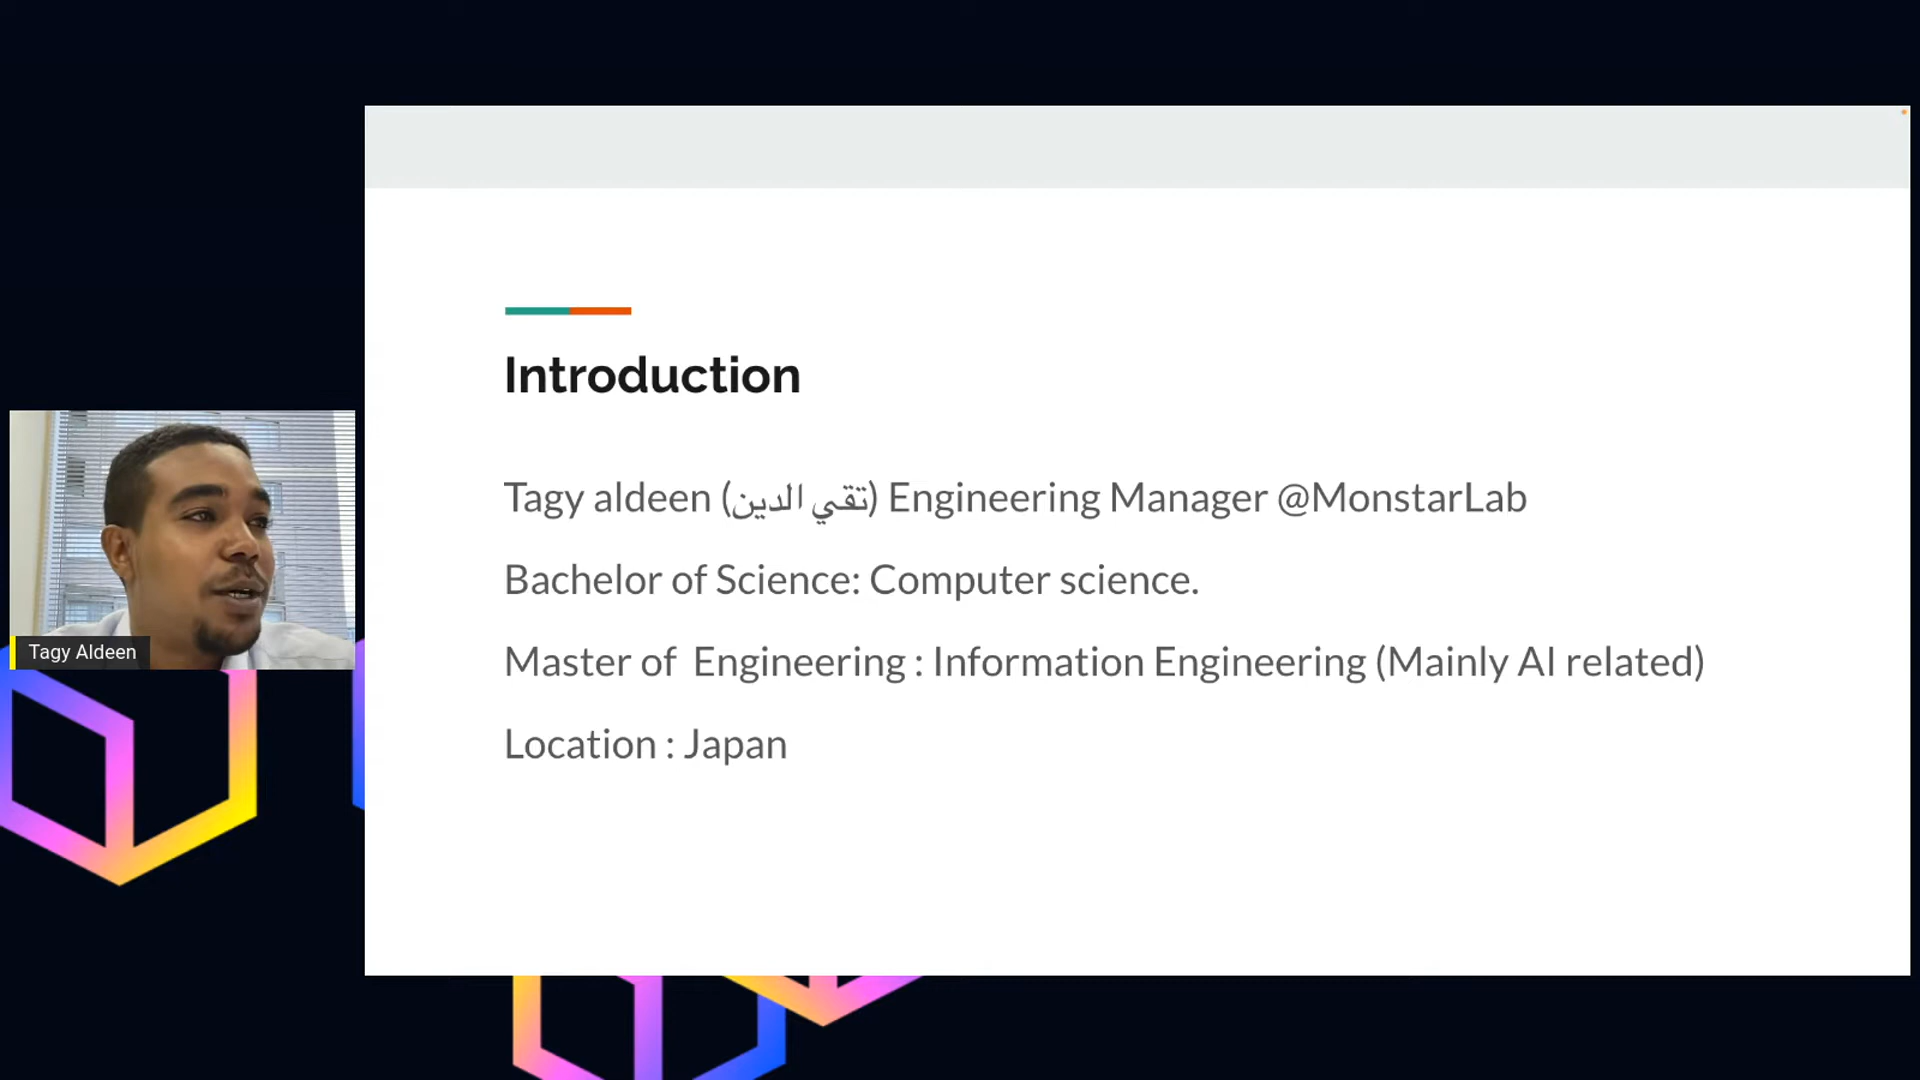 Introduction
Tagy aldeen (تقي الدين) Engineering Manager @MonstarLab
Bachelor of Science: Computer science.
Master of  Engineering : Information Engineering (Mainly AI related)
Location : Japan
Tagy Aldeen